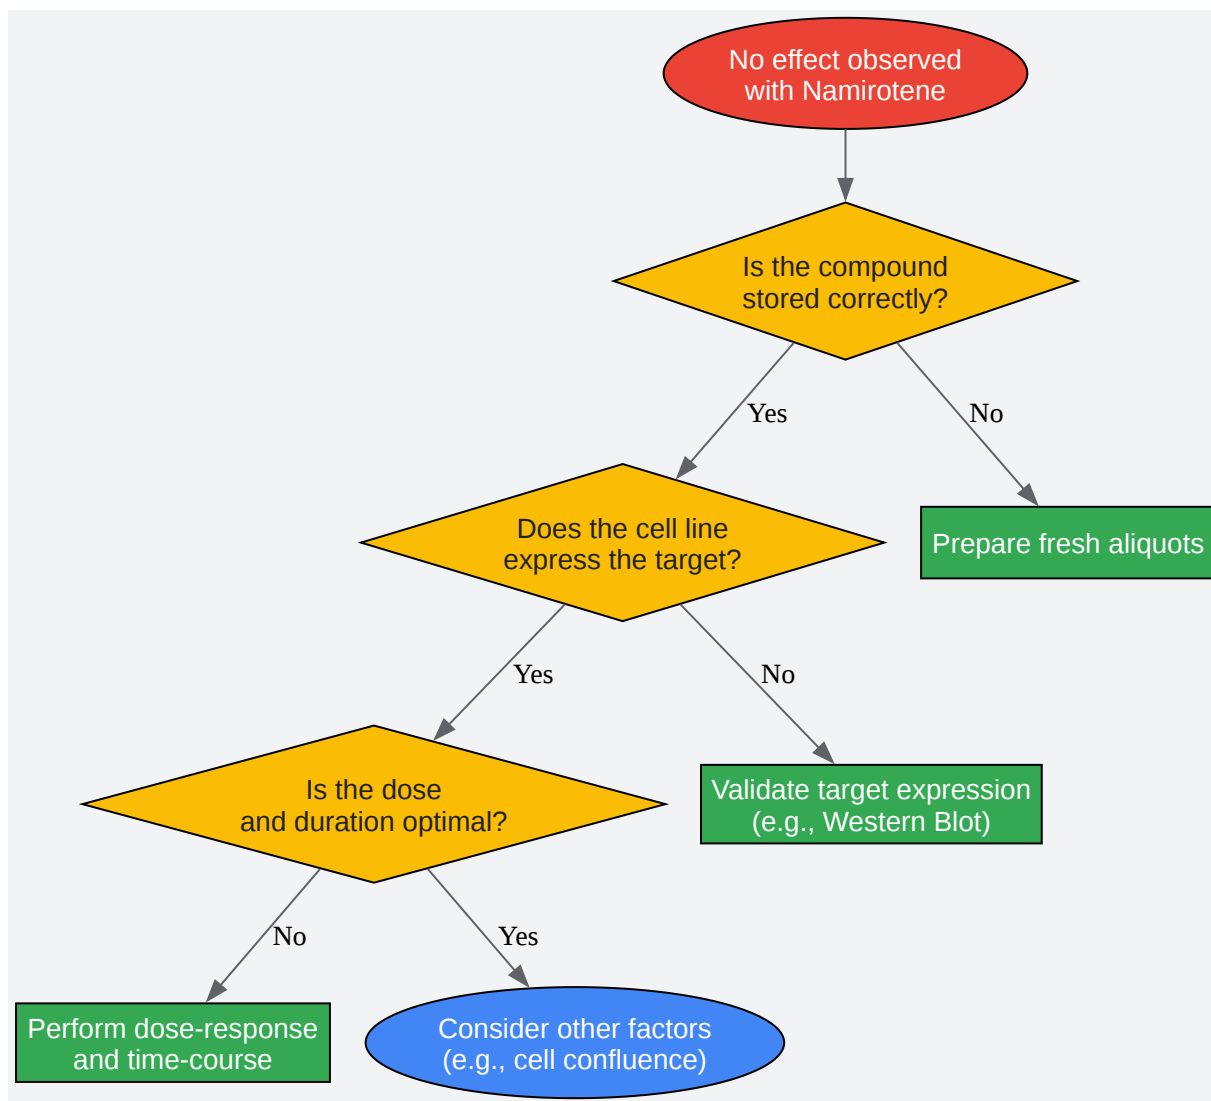 No effect observed
with Namirotene
Is the compound
stored correctly?
Yes
No
Does the cell line
express the target?
Prepare fresh aliquots
Yes
No
Is the dose
and duration optimal?
Validate target expression
(e.g., Western Blot)
No
Yes
Perform dose-response
and time-course
Consider other factors
(e.g., cell confluence)